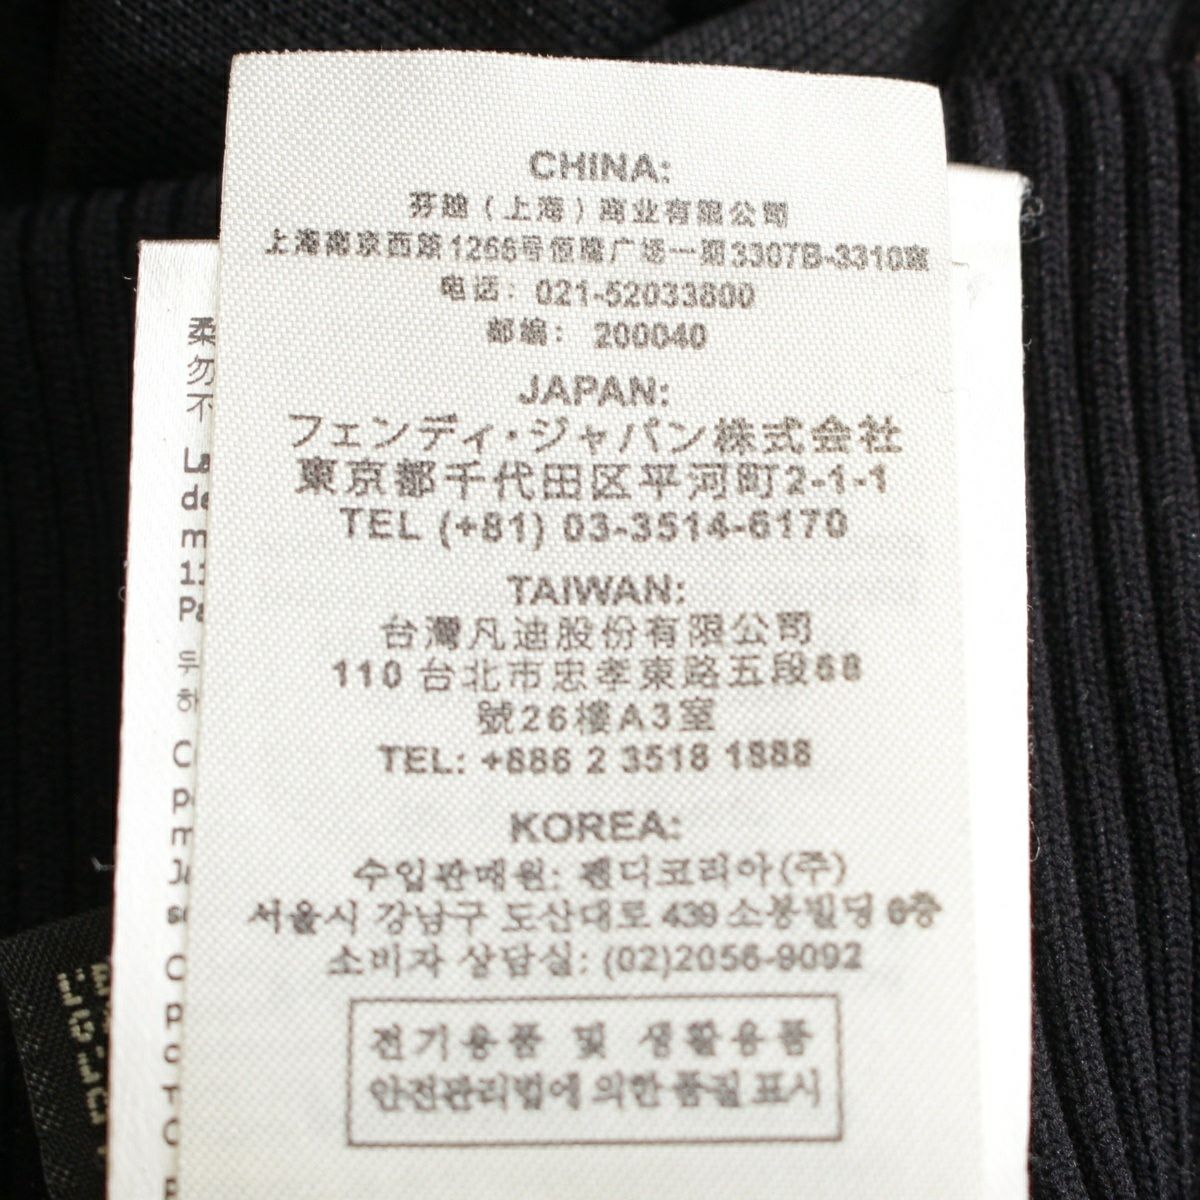 CHINA:
芬迪（上海）商业有限公司
上海南京西路1266号恒隆广场一期3307B-3310室
电话：021-52033800
邮编：200040
JAPAN:
フェンディ・ジャパン株式会社
東京都千代田区平河町2-1-1
TEL (+81) 03-3514-6170
TAIWAN:
台灣凡迪股份有限公司
110 台北市忠孝東路五段68
號26樓A3室
TEL: +886 2 3518 1888
KOREA:
수입판매원: 펜디코리아(주)
서울시 강남구 도산대로 439 소봉빌딩 6층
소비자 상담실: (02)2056-9092
전기용품 및 생활용품
안전관리법에 의한 품질표시
柔
勿
不